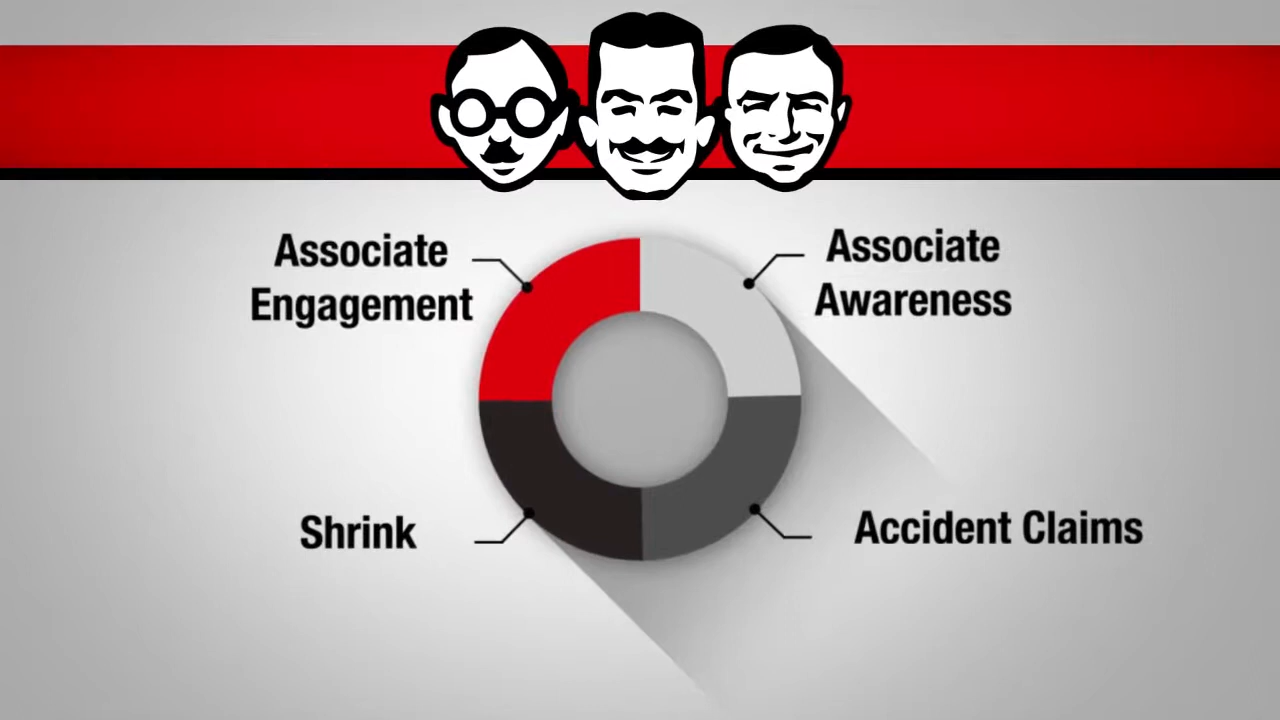 Associate
Engagement
Associate
Awareness
Shrink
Accident Claims